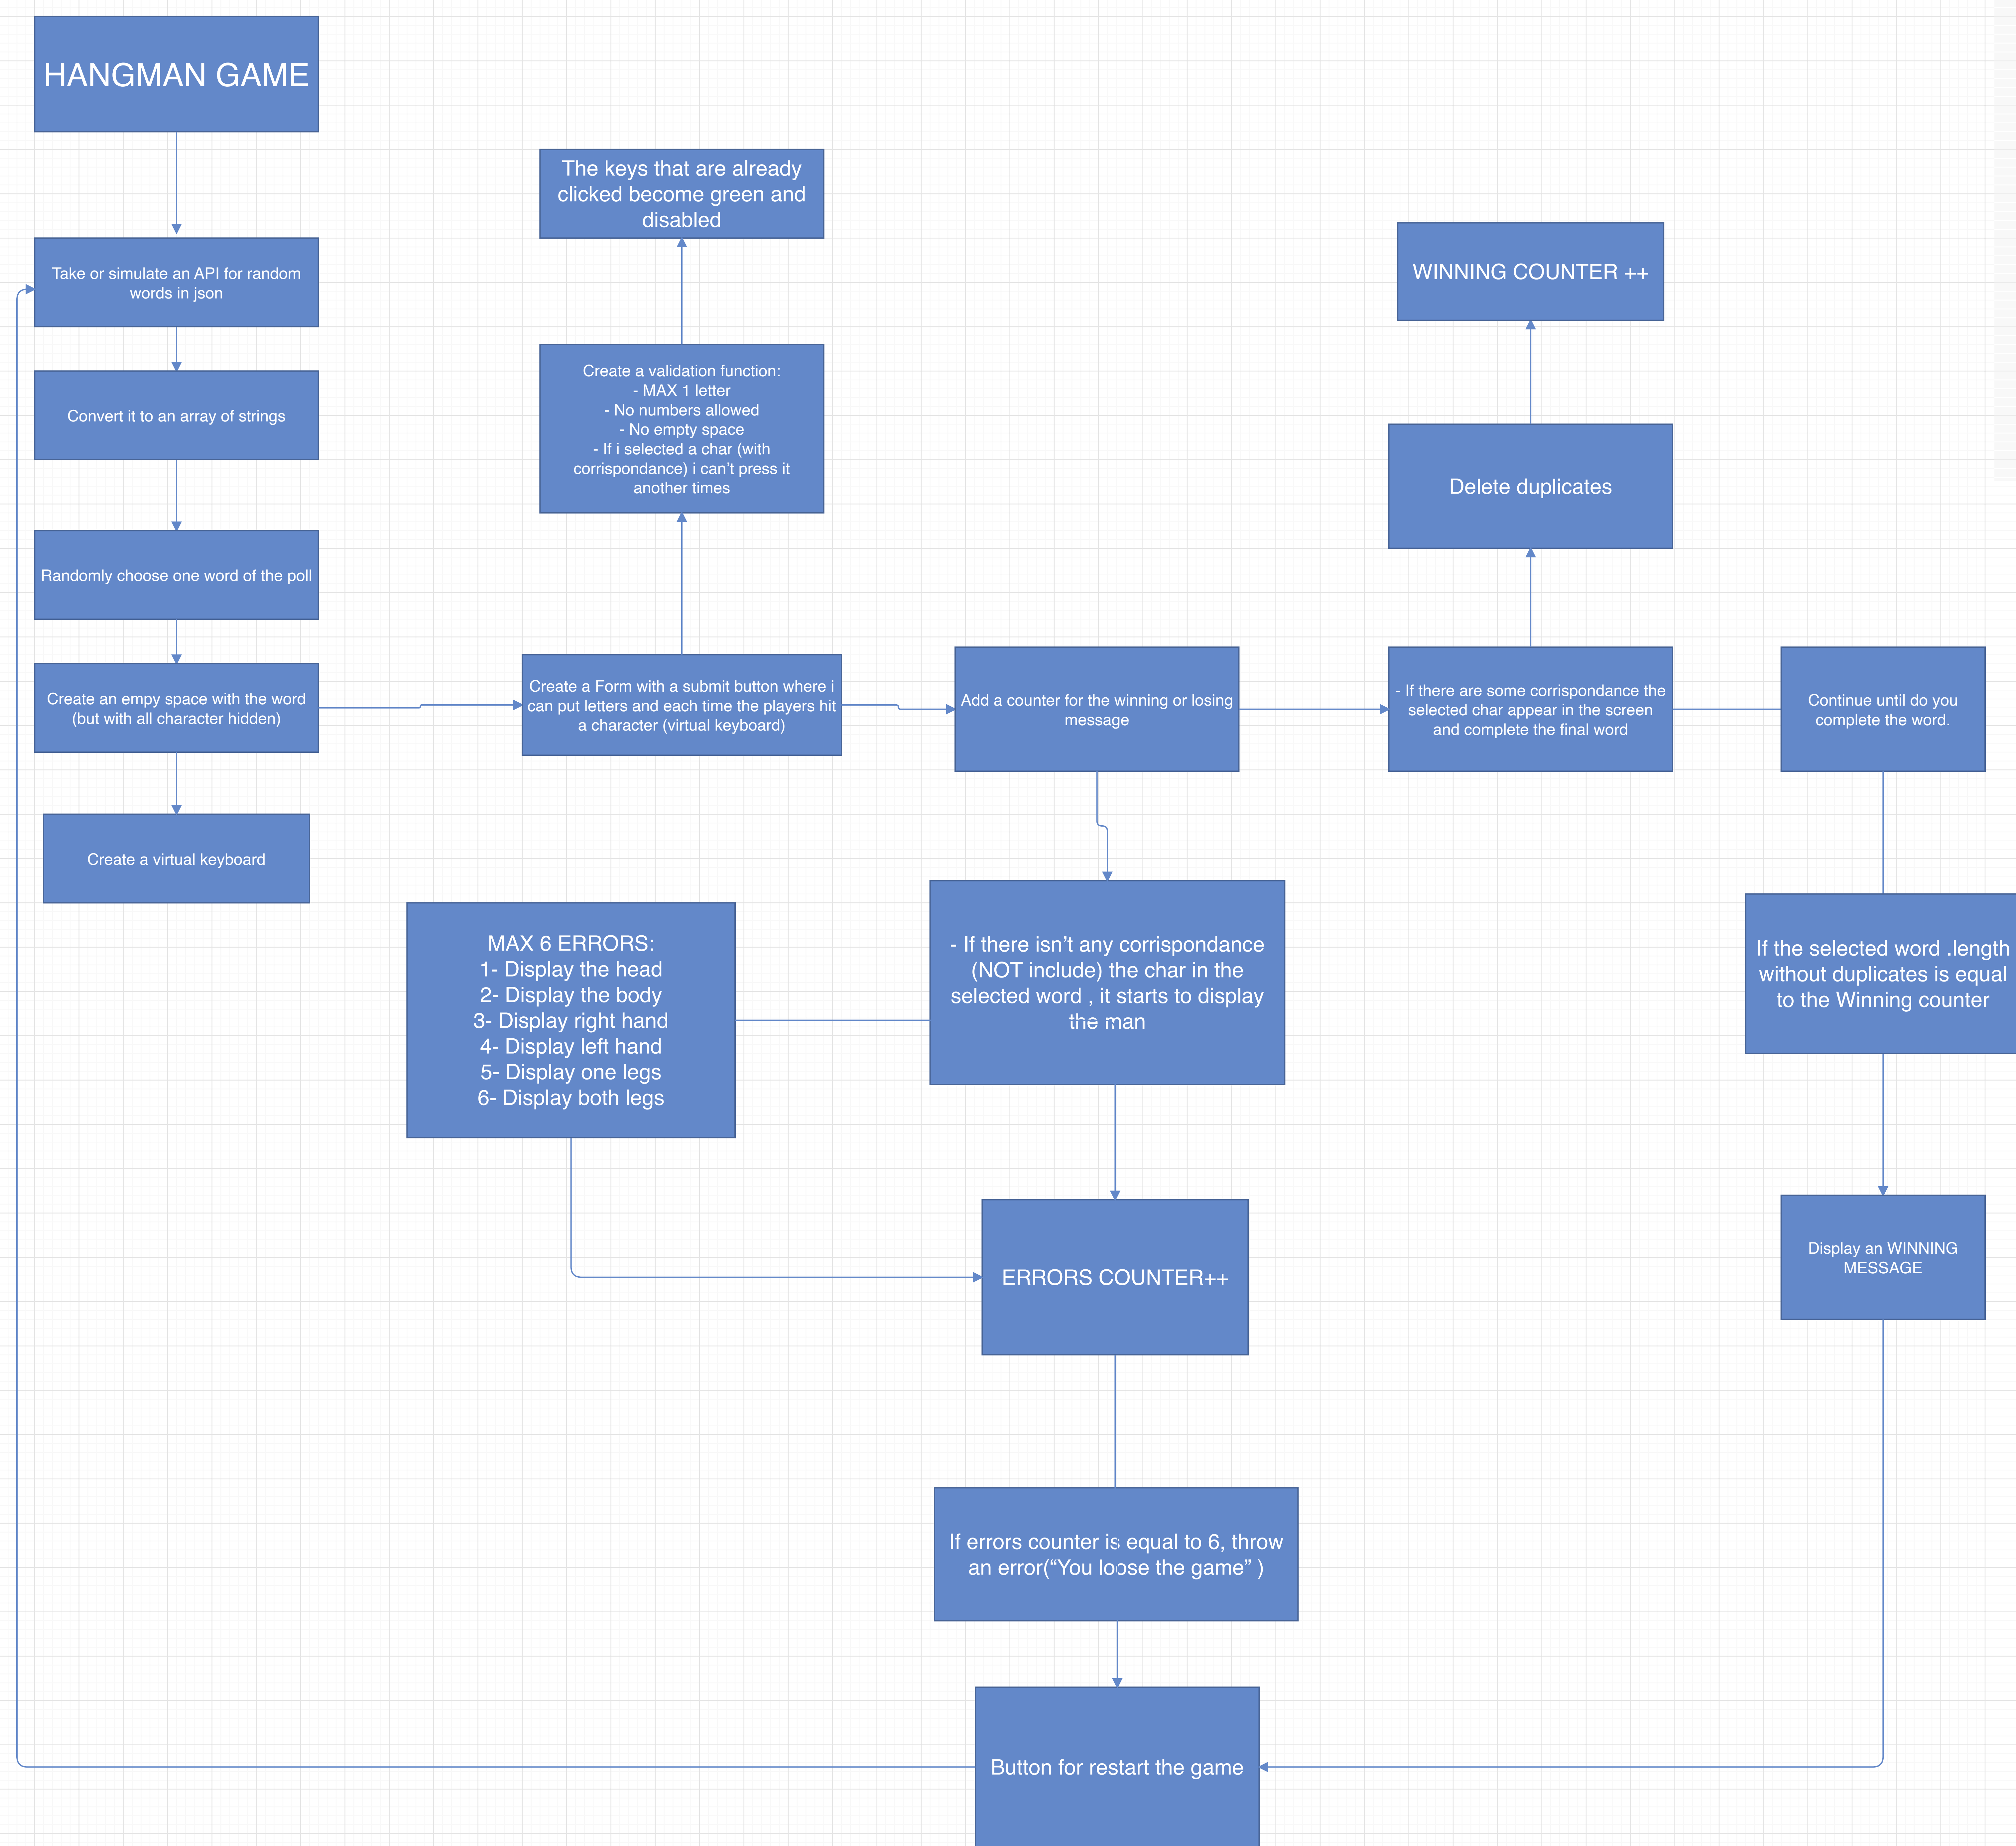 HANGMAN GAME
Take or simulate an API for random
words in json
Convert it to an array of strings
Randomly choose one word of the poll
Create an empy space with the word
(but with all character hidden)
Create a virtual keyboard
The keys that are already
clicked become green and
disabled
Create a validation function:
- MAX 1 letter
- No numbers allowed
- No empty space
- If i selected a char (with
corrispondance) i can't press it
another times
Create a Form with a submit button where i
can put letters and each time the players hit
a character (virtual keyboard)
Add a counter for the winning or losing
message
WINNING COUNTER ++
Delete duplicates
- If there are some corrispondance the
selected char appear in the screen
and complete the final word
Continue until do you
complete the word.
MAX 6 ERRORS:
1- Display the head
2- Display the body
3- Display right hand
4- Display left hand
5- Display one legs
6- Display both legs
- If there isn't any corrispondance
(NOT include) the char in the
selected word , it starts to display
the man
If the selected word .length
without duplicates is equal
to the Winning counter
ERRORS COUNTER++
Display an WINNING
MESSAGE
If errors counter is equal to 6, throw
an error(“You loose the game” )
Button for restart the game